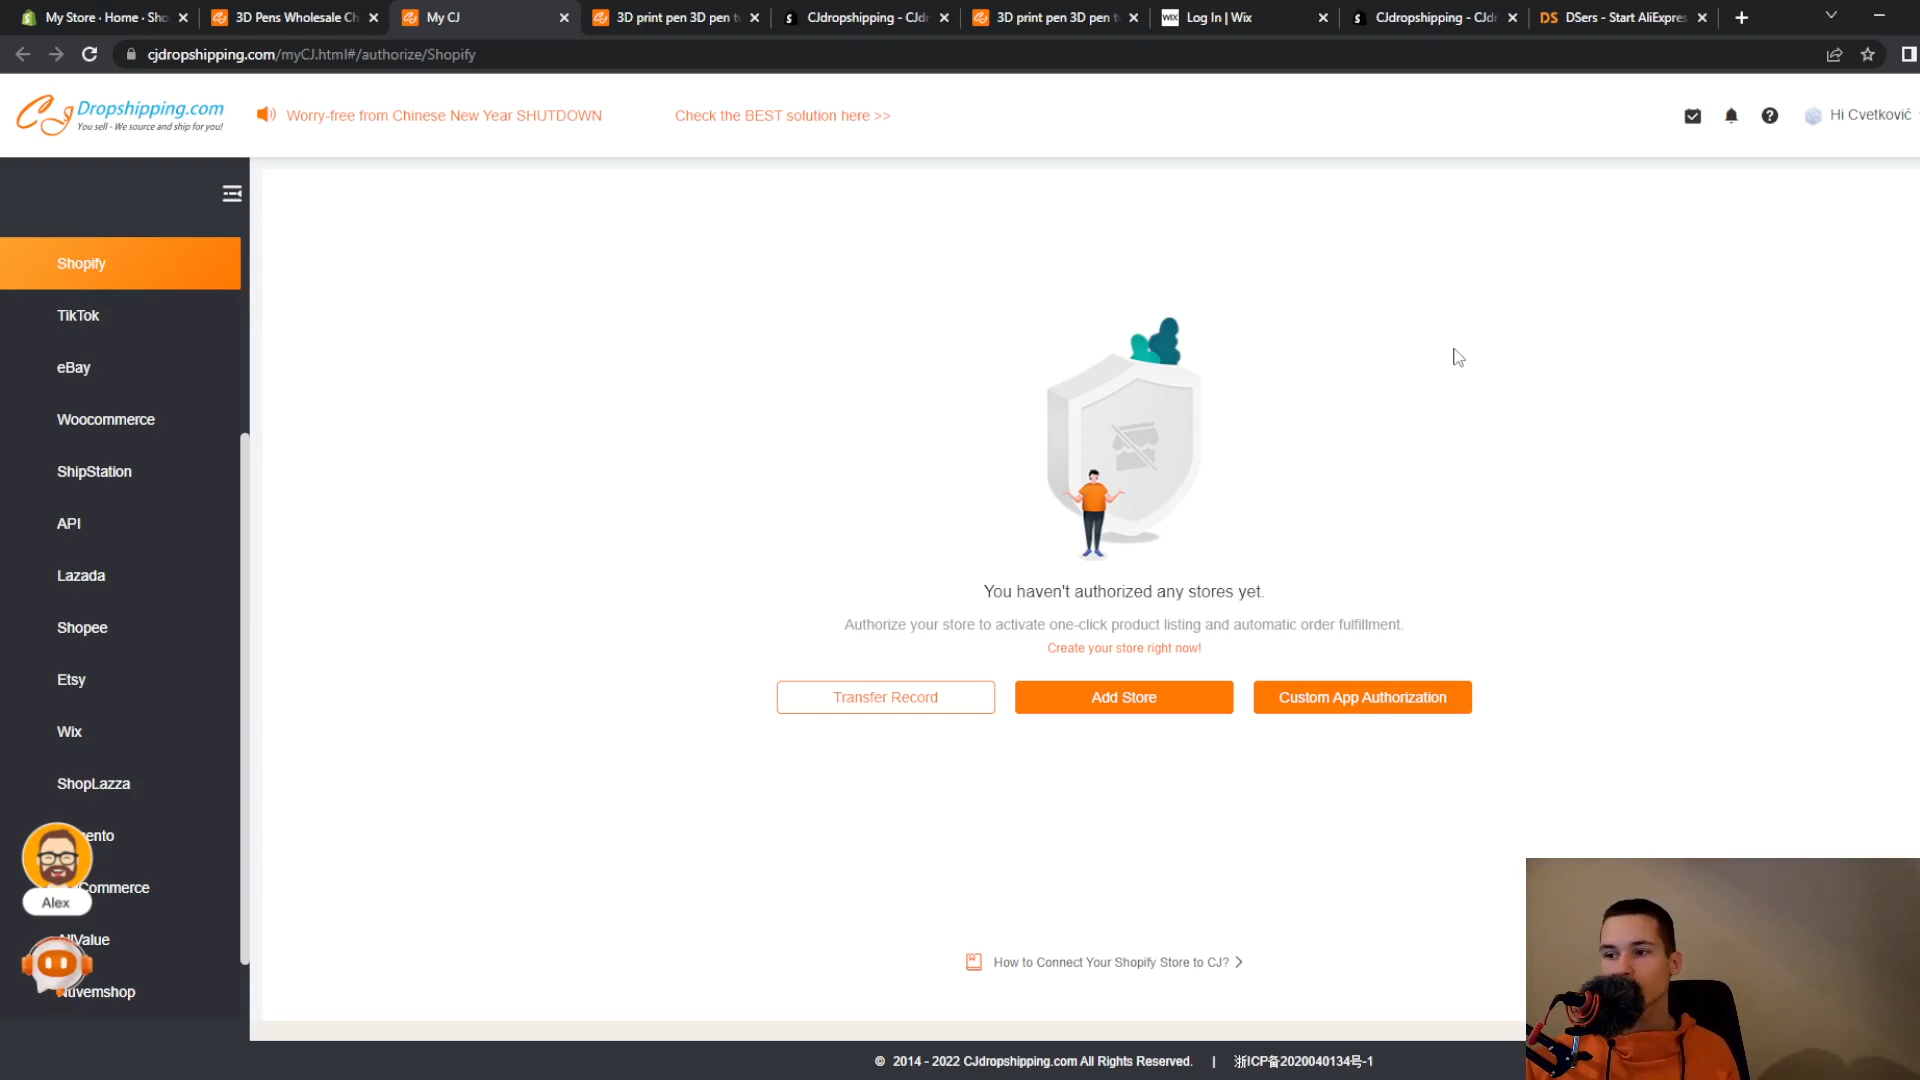 My Store · Home · Sho
3D Pens Wholesale Ch
My CJ
3D print pen 3D pen t
CJdropshipping - CJdr
3D print pen 3D pen t
WIX
Log In | Wix
CJdropshipping - CJdr
DS
DSers - Start AliExpres
cjdropshipping.com/myCJ.html#/authorize/Shopify
CJ Dropshipping.com
You sell - We source and ship for you!
Worry-free from Chinese New Year SHUTDOWN
Check the BEST solution here >>
Hi Cvetković
Shopify
TikTok
eBay
Woocommerce
ShipStation
API
Lazada
Shopee
Etsy
Wix
ShopLazza
ento
Commerce
Alex
Value
Nuvemshop
You haven't authorized any stores yet.
Authorize your store to activate one-click product listing and automatic order fulfillment.
Create your store right now!
Transfer Record
Add Store
Custom App Authorization
How to Connect Your Shopify Store to CJ? >
© 2014 - 2022 CJdropshipping.com All Rights Reserved. | 浙ICP备2020040134号-1